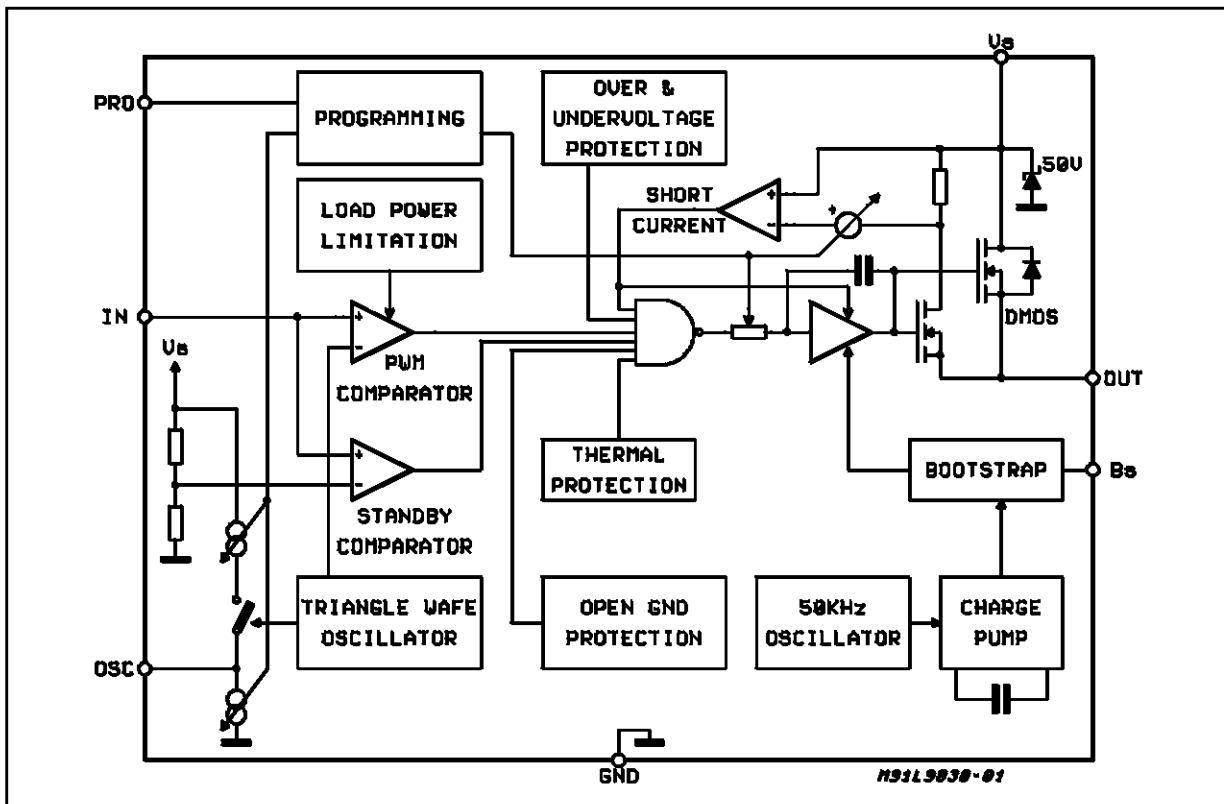 Vs
PRO
PROGRAMMING
OVER &
UNDERVOLTAGE
PROTECTION
50V
SHORT
CURRENT
+
-
+
LOAD POWER
LIMITATION
IN
+
-
PWM
COMPARATOR
DMOS
OUT
Vs
+
-
STANDBY
COMPARATOR
THERMAL
PROTECTION
BOOTSTRAP
Bs
TRIANGLE WAFE
OSCILLATOR
OPEN GND
PROTECTION
50KHz
OSCILLATOR
CHARGE
PUMP
OSC
GND
M91L9830-01